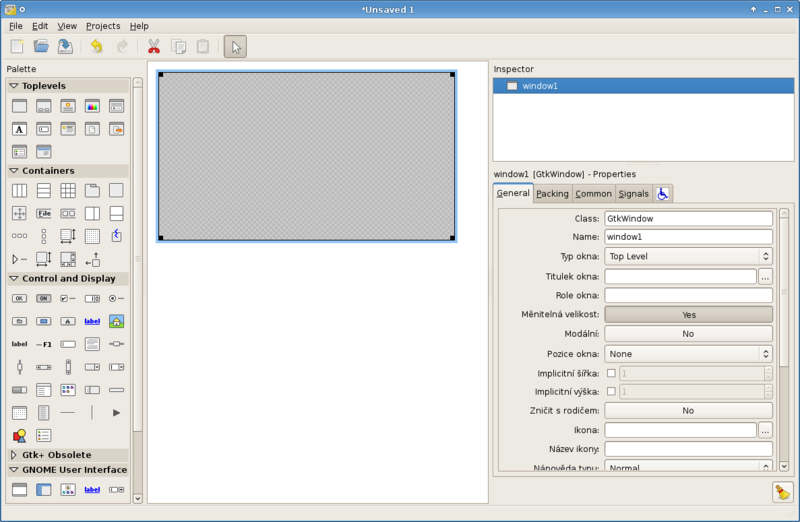 *Unsaved 1
File Edit View Projects Help
Palette
Toplevels
Containers
File
Control and Display
OK ON
A label
label F1
Gtk+ Obsolete
GNOME User Interface
label
Inspector
window1
window1 [GtkWindow] - Properties
General Packing Common Signals
Class: GtkWindow
Name: window1
Typ okna: Top Level
Titulek okna: ...
Role okna:
Měnitelná velikost: Yes
Modální: No
Pozice okna: None
Implicitní šířka: 1
Implicitní výška: 1
Zničit s rodičem: No
Ikona: ...
Název ikony:
Nápověda typu: Normal